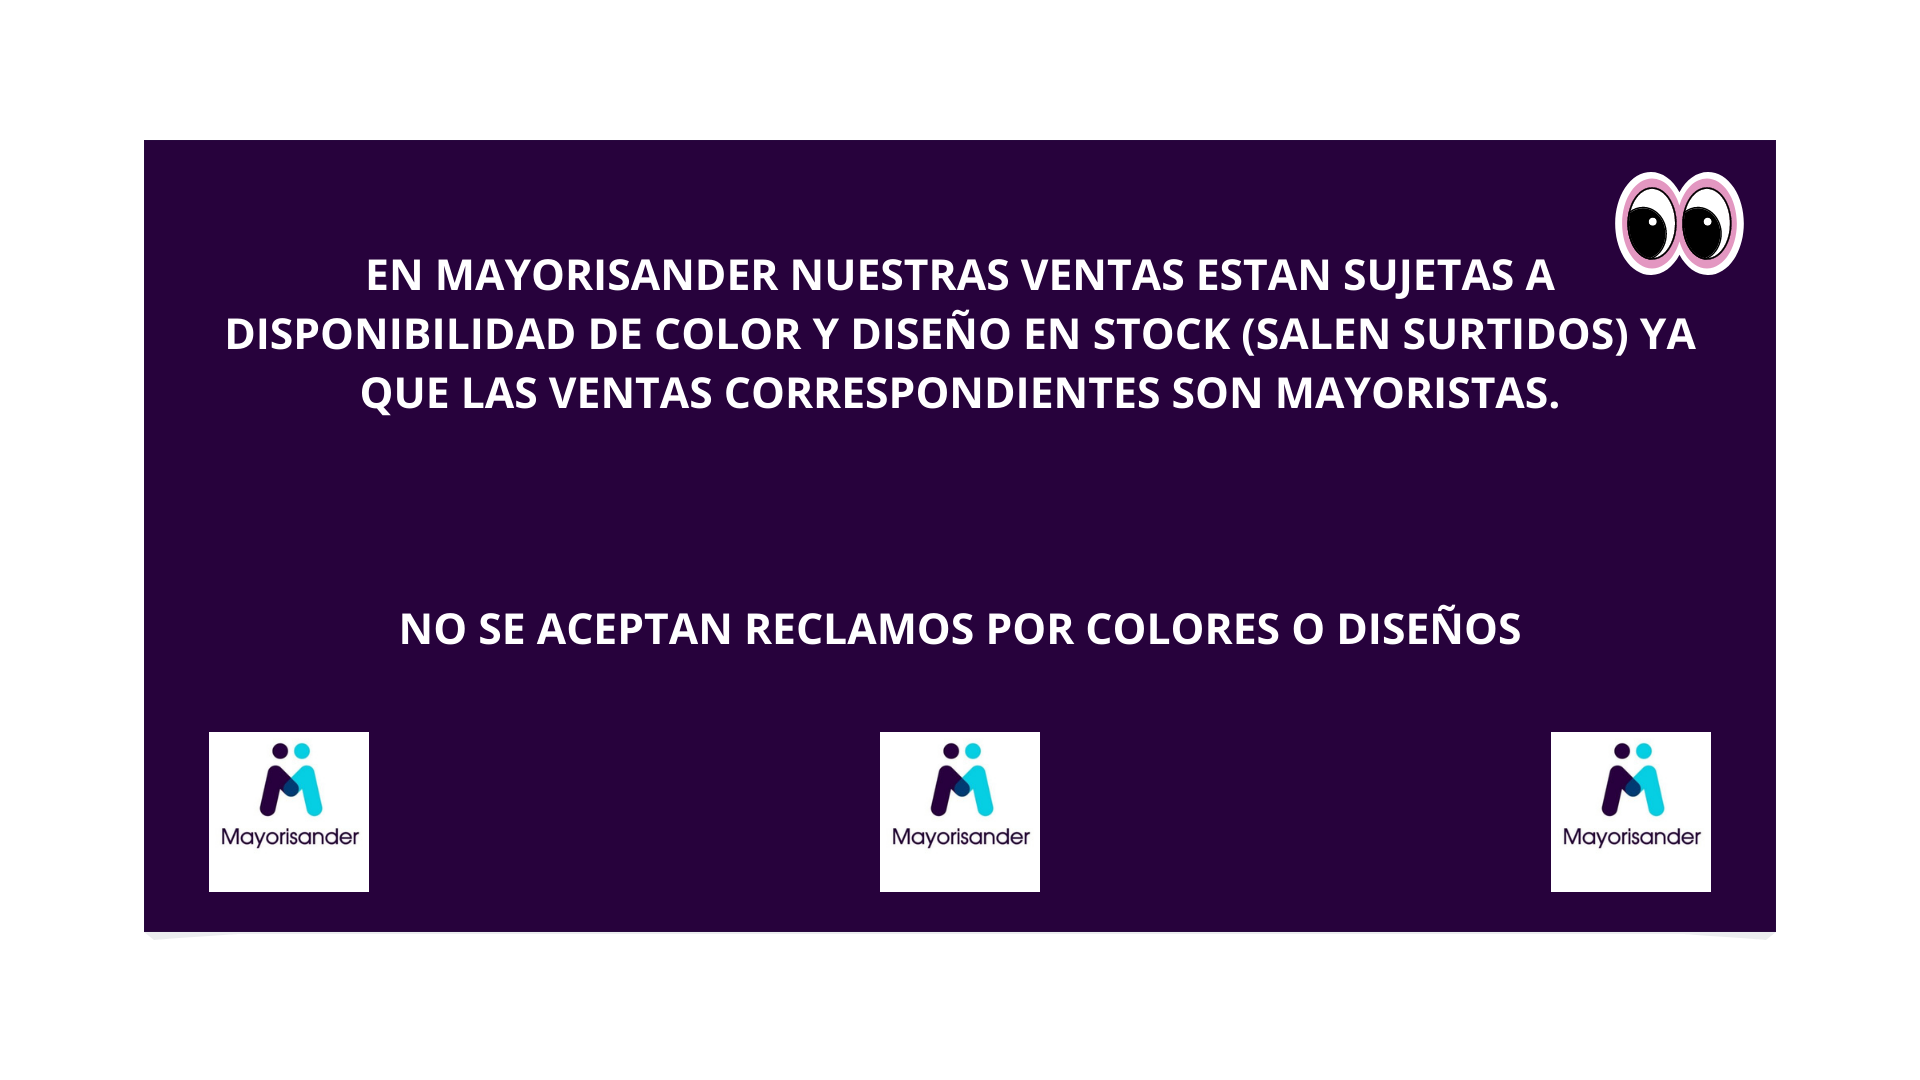 EN MAYORISANDER NUESTRAS VENTAS ESTAN SUJETAS A
DISPONIBILIDAD DE COLOR Y DISEÑO EN STOCK (SALEN SURTIDOS) YA
QUE LAS VENTAS CORRESPONDIENTES SON MAYORISTAS.
NO SE ACEPTAN RECLAMOS POR COLORES O DISEÑOS
Mayorisander
Mayorisander
Mayorisander